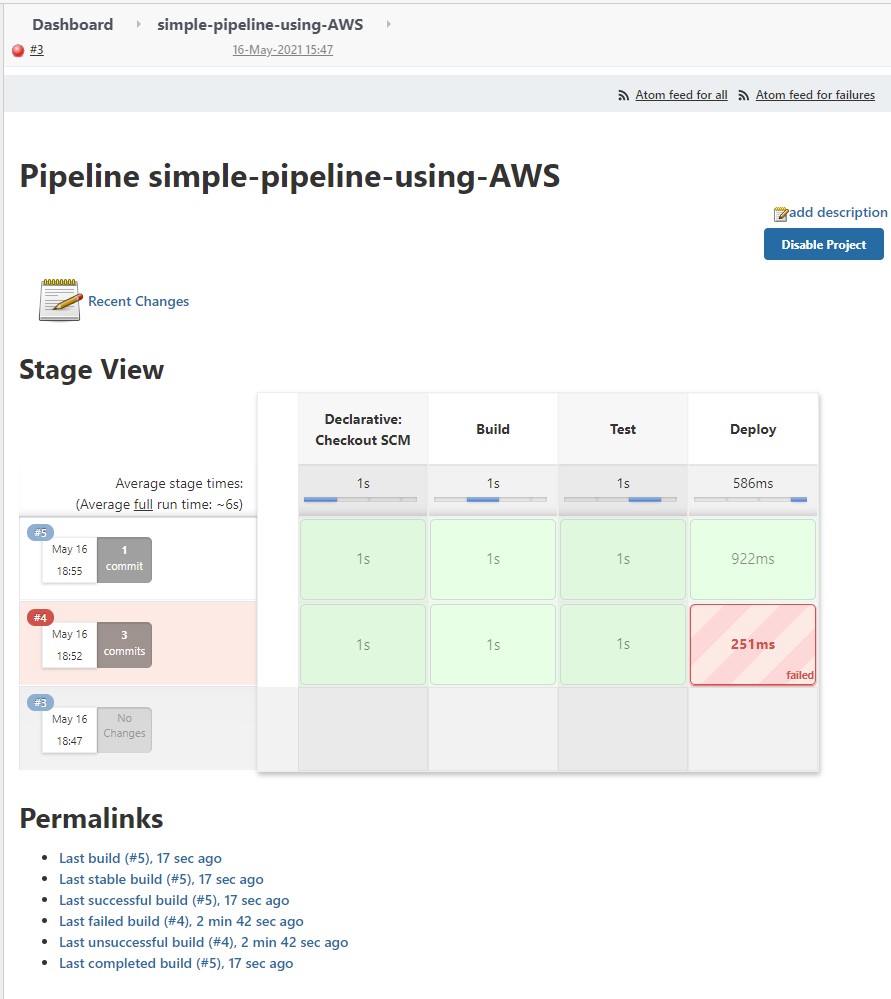 Dashboard simple-pipeline-using-AWS
#3 16-May-2021 15:47
Atom feed for all Atom feed for failures
Pipeline simple-pipeline-using-AWS
add description
Disable Project
Recent Changes
Stage View
Declarative:
Checkout SCM
Build
Test
Deploy
Average stage times:
(Average full run time: ~6s)
1s
1s
1s
586ms
#5
May 16
18:55
1
commit
1s
1s
1s
922ms
#4
May 16
18:52
3
commits
1s
1s
1s
251ms
failed
#3
May 16
18:47
No
Changes
Permalinks
Last build (#5), 17 sec ago
Last stable build (#5), 17 sec ago
Last successful build (#5), 17 sec ago
Last failed build (#4), 2 min 42 sec ago
Last unsuccessful build (#4), 2 min 42 sec ago
Last completed build (#5), 17 sec ago